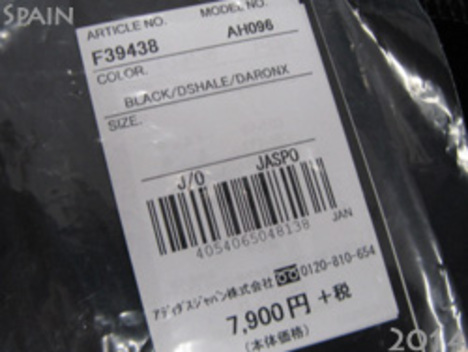 SPAIN
ARTICLE NO. MODEL NO.
F39438 AH096
COLOR.
BLACK/DSHALE/DARONX
SIZE.
J/O JASPO
4054065048138 JAN
アディダスジャパン株式会社 0120-810-654
7,900円 +税
(本体価格)
2014